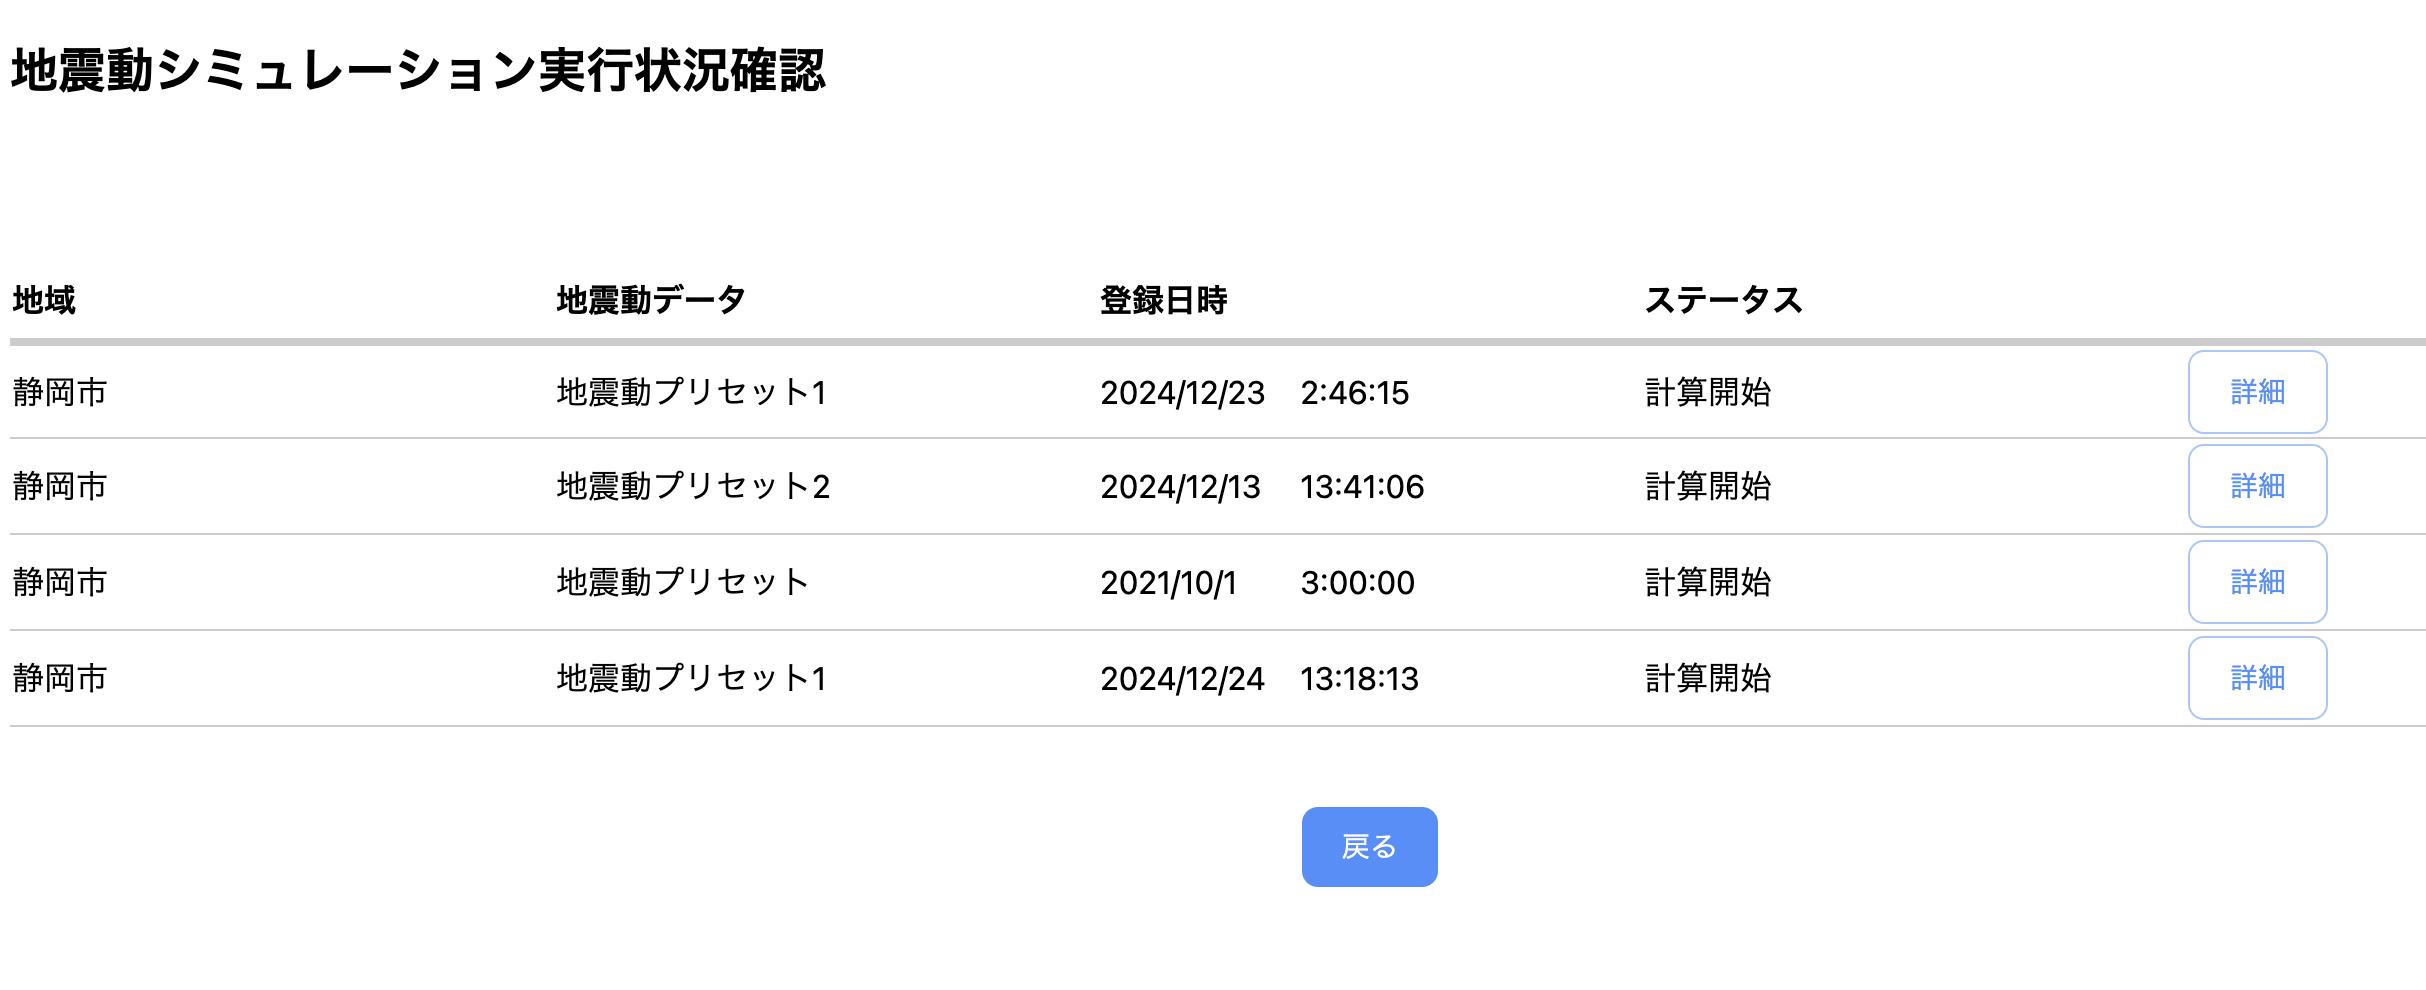 地震動シミュレーション実行状況確認
地域 地震動データ 登録日時 ステータス
静岡市 地震動プリセット1 2024/12/23 2:46:15 計算開始 詳細
静岡市 地震動プリセット2 2024/12/13 13:41:06 計算開始 詳細
静岡市 地震動プリセット 2021/10/1 3:00:00 計算開始 詳細
静岡市 地震動プリセット1 2024/12/24 13:18:13 計算開始 詳細
戻る